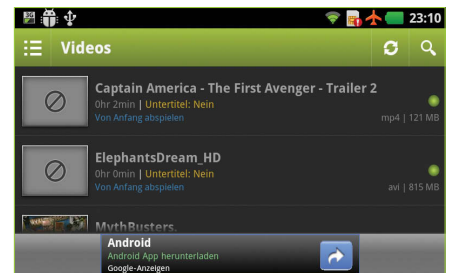 3G 23:10
Videos
Captain America - The First Avenger - Trailer 2
0hr 2min | Untertitel: Nein
Von Anfang abspielen mp4 | 121 MB
ElephantsDream_HD
0hr 0min | Untertitel: Nein
Von Anfang abspielen avi | 815 MB
MythBusters.
Android
Android App herunterladen
Google-Anzeigen